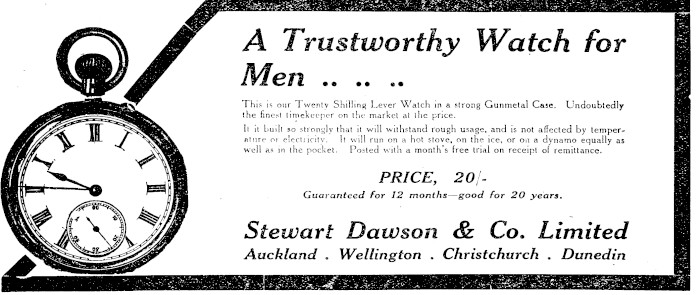 A Trustworthy Watch for
Men .. .. ..
This is our Twenty Shilling Lever Watch in a strong Gunmetal Case. Undoubtedly
the finest timekeeper on the market at the price.
It it built so strongly that it will withstand rough usage, and is not affected by temper-
ature or electricity. It will run on a hot stove, on the ice, or on a dynamo equally as
well as in the pocket. Posted with a month's free trial on receipt of remittance.
PRICE, 20/-
Guaranteed for 12 months—good for 20 years.
Stewart Dawson & Co. Limited
Auckland . Wellington . Christchurch . Dunedin